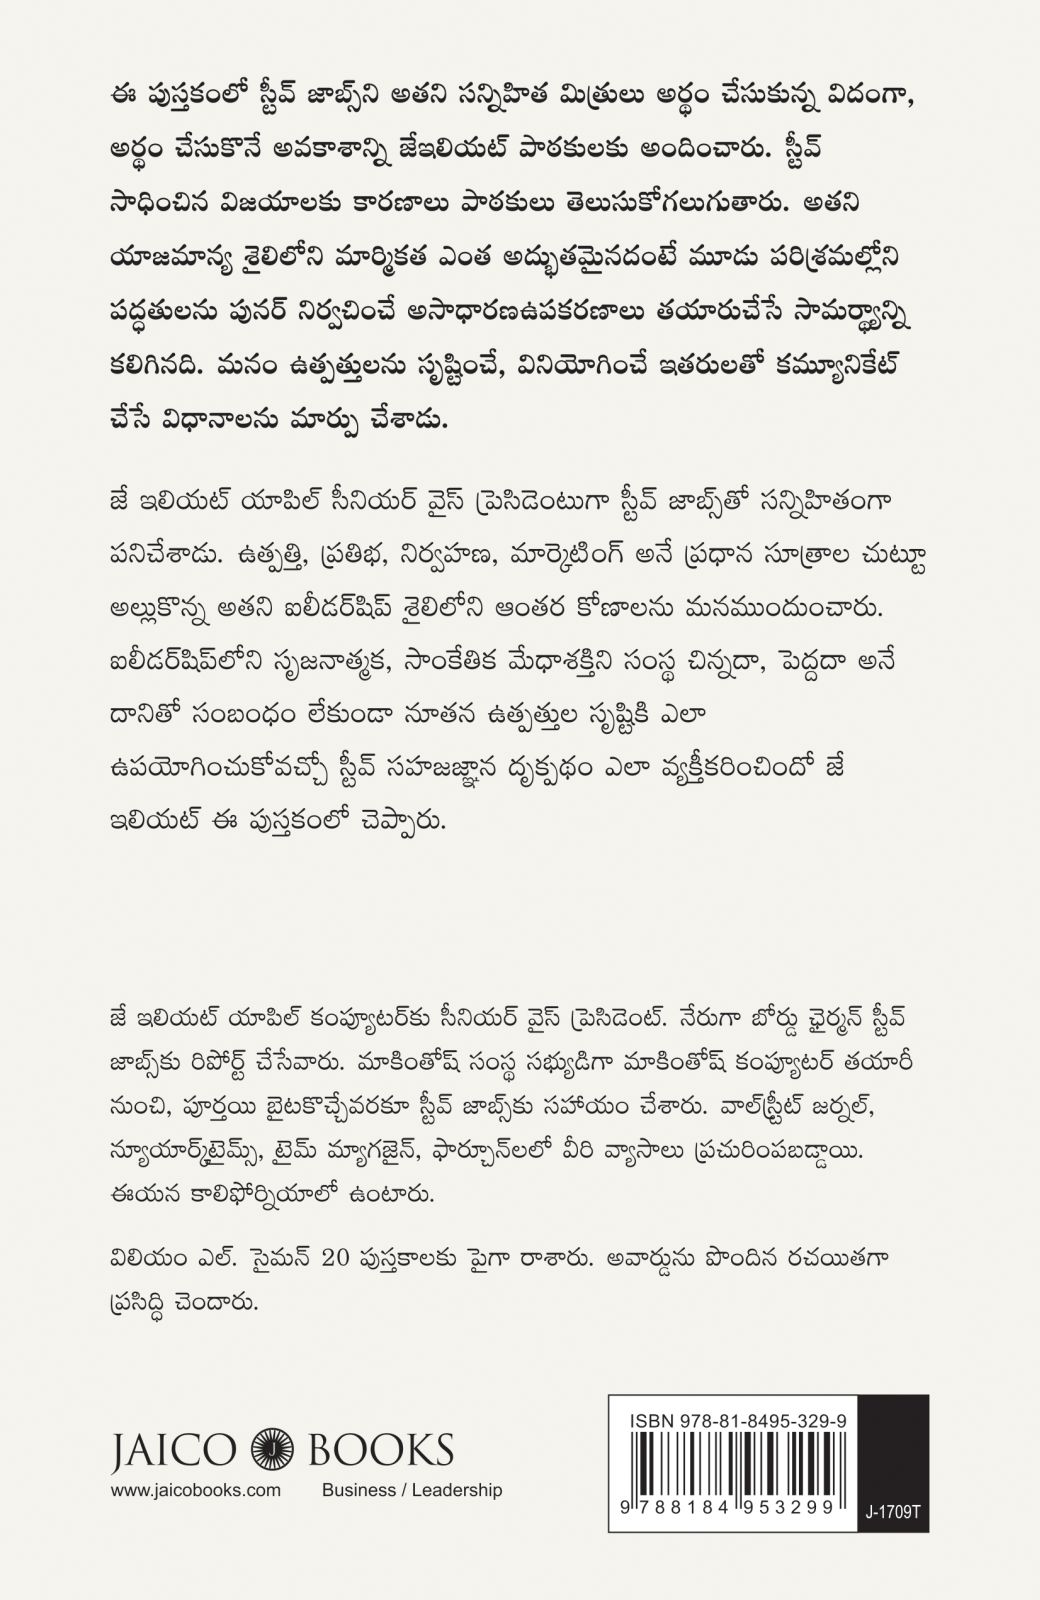 ఈ పుస్తకంలో స్టీవ్ జాబ్స్‌ని అతని సన్నిహిత మిత్రులు అర్థం చేసుకున్న విదంగా,
అర్థం చేసుకొనే అవకాశాన్ని జేఇలియట్ పాఠకులకు అందించారు. స్టీవ్
సాధించిన విజయాలకు కారణాలు పాఠకులు తెలుసుకోగలుగుతారు. అతని
యాజమాన్య శైలిలోని మార్మికత ఎంత అద్భుతమైనదంటే మూడు పరిశ్రమల్లోని
పద్ధతులను పునర్ నిర్వచించే అసాధారణఉపకరణాలు తయారుచేసే సామర్థ్యాన్ని
కలిగినది. మనం ఉత్పత్తులను సృష్టించే, వినియోగించే ఇతరులతో కమ్యూనికేట్
చేసే విధానాలను మార్పు చేశాడు.
జే ఇలియట్ యాపిల్ సీనియర్ వైస్ ప్రెసిడెంటుగా స్టీవ్ జాబ్స్‌తో సన్నిహితంగా
పనిచేశాడు. ఉత్పత్తి, ప్రతిభ, నిర్వహణ, మార్కెటింగ్ అనే ప్రధాన సూత్రాల చుట్టూ
అల్లుకొన్న అతని ఐలీడర్‌షిప్ శైలిలోని ఆంతర కోణాలను మనముందుంచారు.
ఐలీడర్‌షిప్‌లోని సృజనాత్మక, సాంకేతిక మేధాశక్తిని సంస్థ చిన్నదా, పెద్దదా అనే
దానితో సంబంధం లేకుండా నూతన ఉత్పత్తుల సృష్టికి ఎలా
ఉపయోగించుకోవచ్చో స్టీవ్ సహజజ్ఞాన దృక్పథం ఎలా వ్యక్తీకరించిందో జే
ఇలియట్ ఈ పుస్తకంలో చెప్పారు.
జే ఇలియట్ యాపిల్ కంప్యూటర్‌కు సీనియర్ వైస్ ప్రెసిడెంట్. నేరుగా బోర్డు ఛైర్మన్ స్టీవ్
జాబ్స్‌కు రిపోర్ట్ చేసేవారు. మాకింతోష్ సంస్థ సభ్యుడిగా మాకింతోష్ కంప్యూటర్ తయారీ
నుంచి, పూర్తయి బైటకొచ్చేవరకూ స్టీవ్ జాబ్స్‌కు సహాయం చేశారు. వాల్‌స్ట్రీట్ జర్నల్,
న్యూయార్క్‌టైమ్స్, టైమ్ మ్యాగజైన్, ఫార్చూన్‌లలో వీరి వ్యాసాలు ప్రచురింపబడ్డాయి.
ఈయన కాలిఫోర్నియాలో ఉంటారు.
విలియం ఎల్. సైమన్ 20 పుస్తకాలకు పైగా రాశారు. అవార్డును పొందిన రచయితగా
ప్రసిద్ధి చెందారు.
JAICO J BOOKS
www.jaicobooks.com Business / Leadership
ISBN 978-81-8495-329-9
9 788184 953299
J-1709T